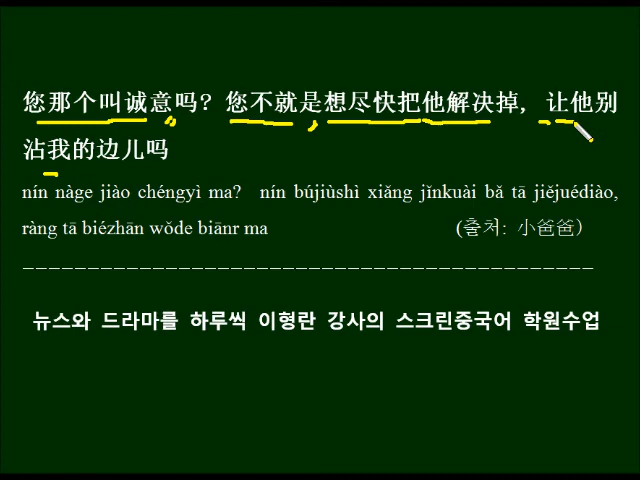 您那个叫诚意吗? 您不就是想尽快把他解决掉, 让他别
沾我的边儿吗
nín nàge jiào chéngyì ma? nín bújiùshì xiǎng jǐnkuài bǎ tā jiějuédiào,
ràng tā biézhān wǒde biānr ma (출처: 小爸爸)
뉴스와 드라마를 하루씩 이형란 강사의 스크린중국어 학원수업